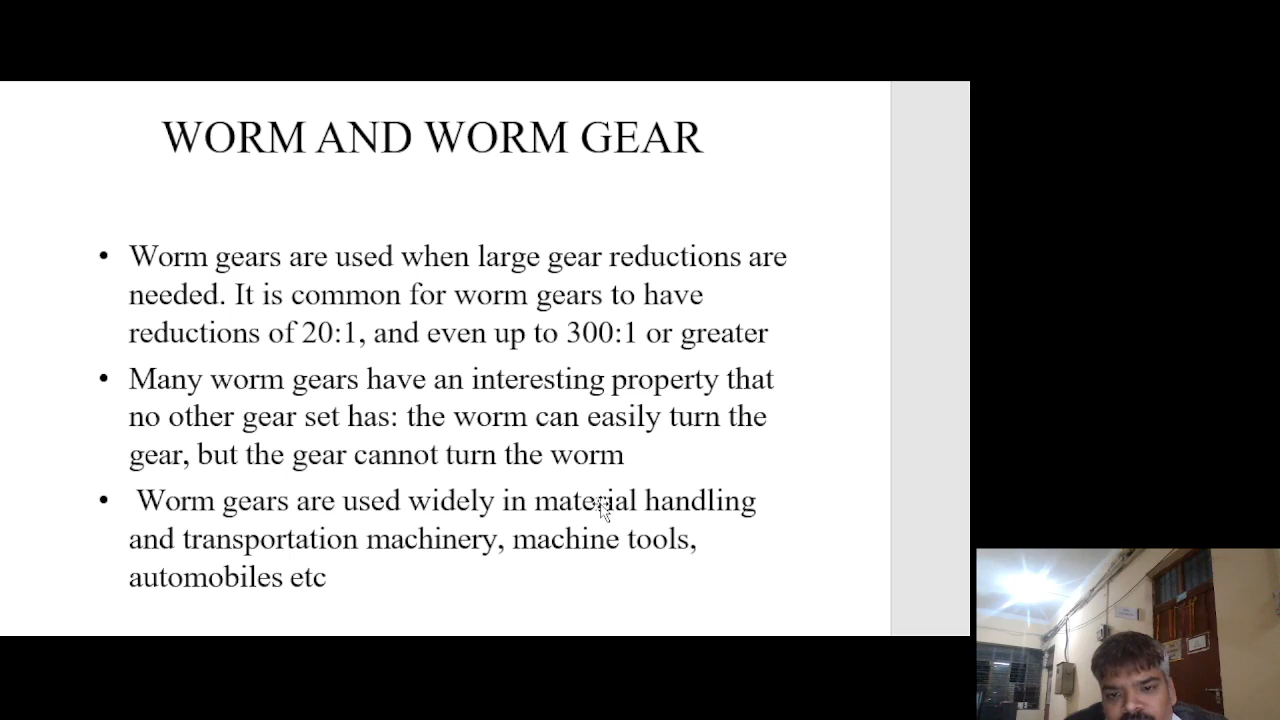 WORM AND WORM GEAR
• Worm gears are used when large gear reductions are
needed. It is common for worm gears to have
reductions of 20:1, and even up to 300:1 or greater
• Many worm gears have an interesting property that
no other gear set has: the worm can easily turn the
gear, but the gear cannot turn the worm
• Worm gears are used widely in material handling
and transportation machinery, machine tools,
automobiles etc